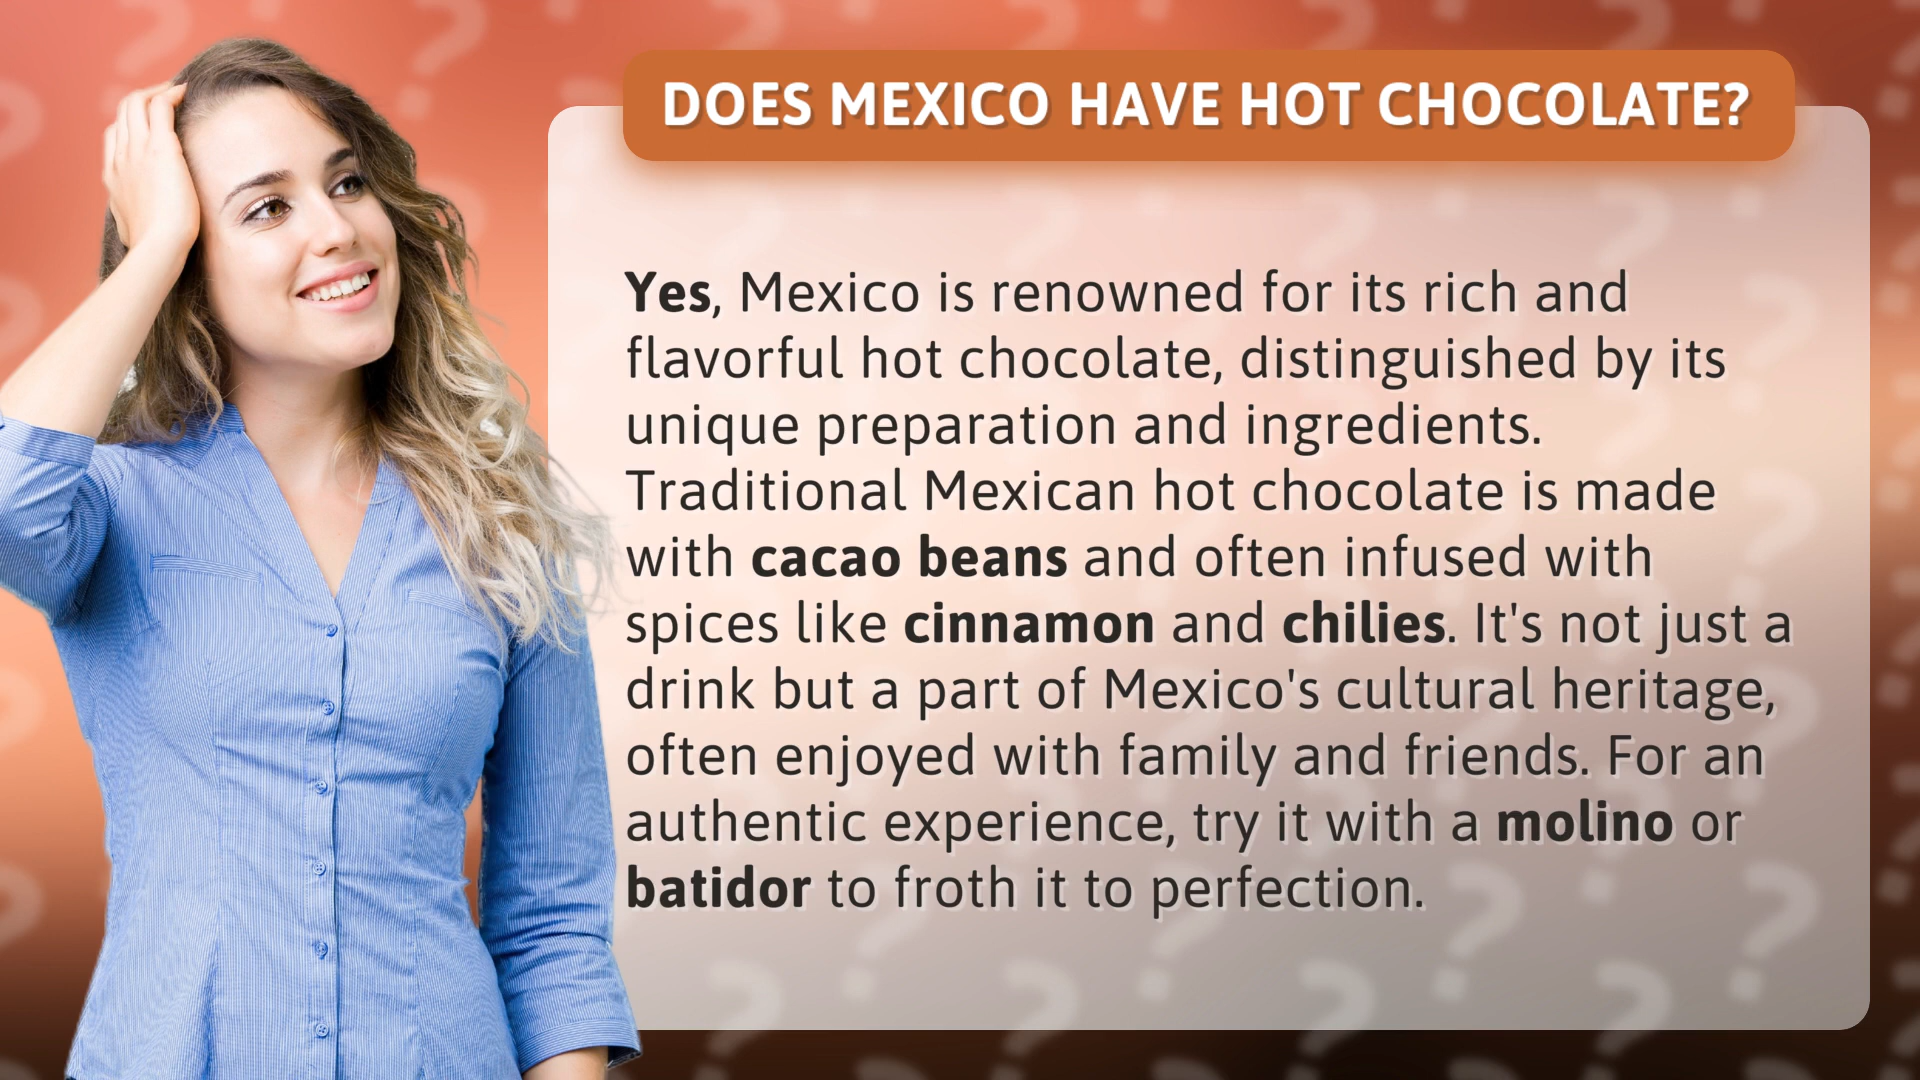 DOES MEXICO HAVE HOT CHOCOLATE?
Yes, Mexico is renowned for its rich and
flavorful hot chocolate, distinguished by its
unique preparation and ingredients.
Traditional Mexican hot chocolate is made
with cacao beans and often infused with
spices like cinnamon and chilies. It's not just a
drink but a part of Mexico's cultural heritage,
often enjoyed with family and friends. For an
authentic experience, try it with a molino or
batidor to froth it to perfection.